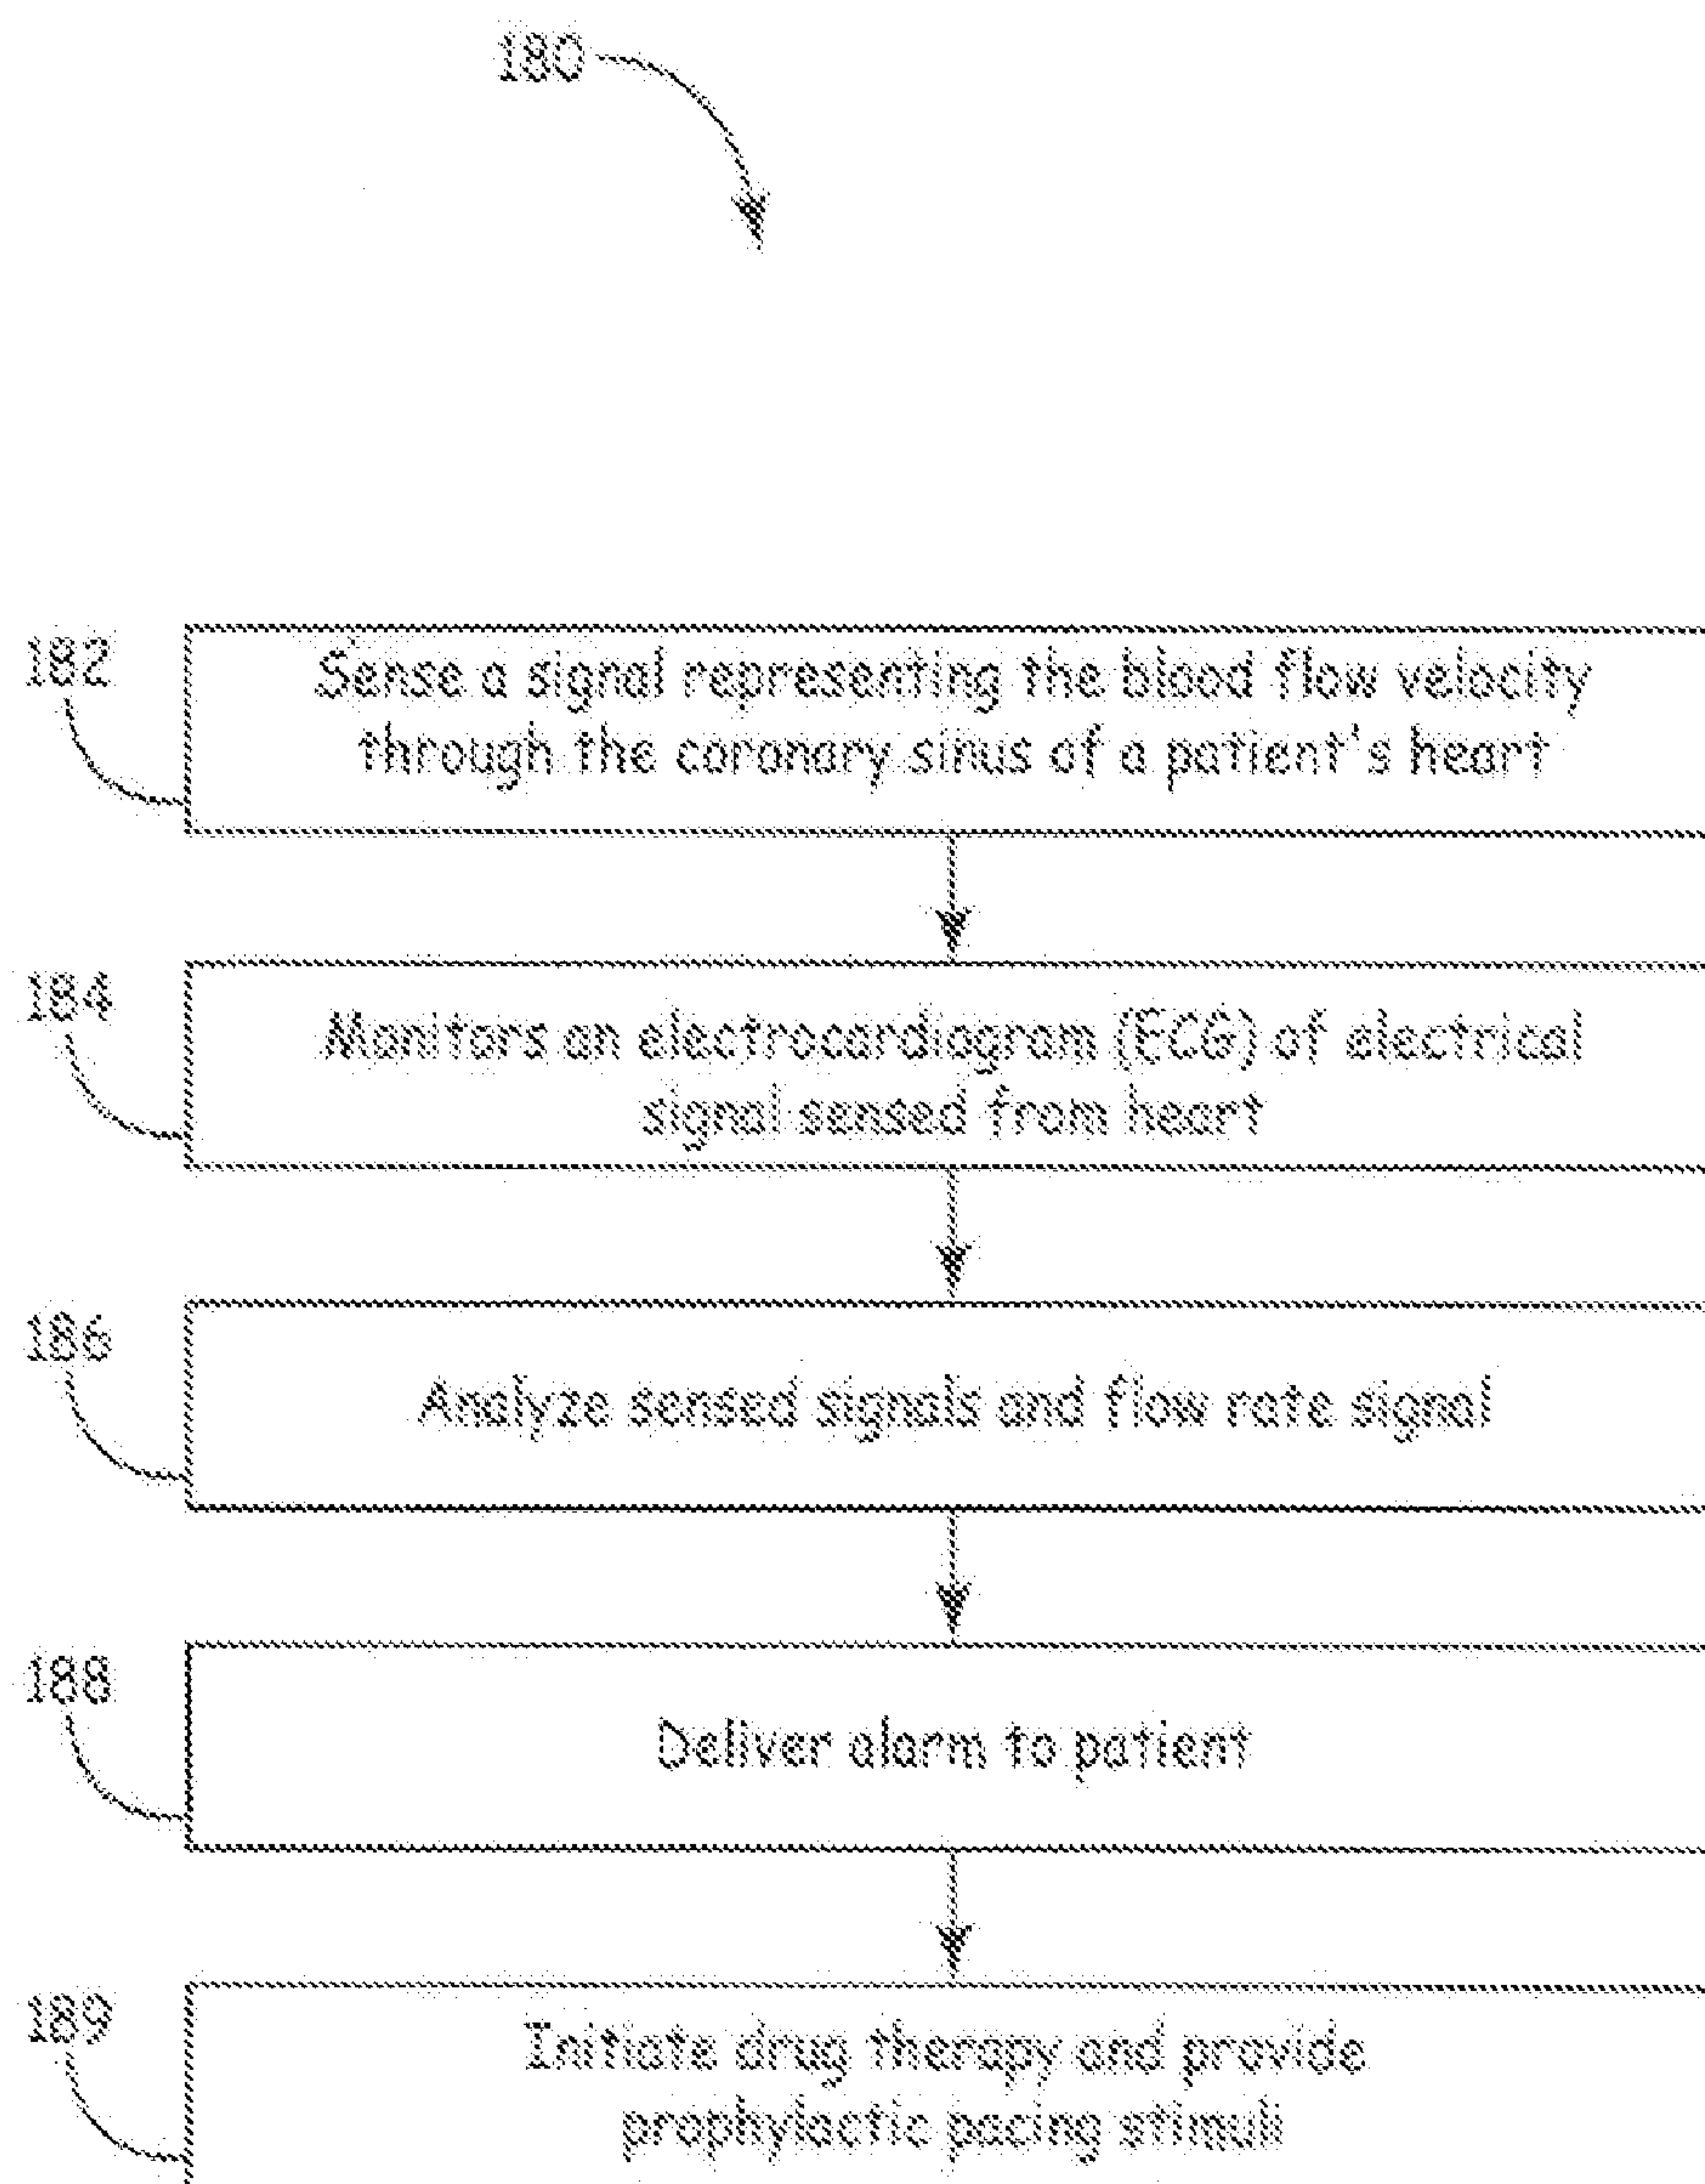 180
182
Sense a signal representing the blood flow velocity
through the coronary sinus of a patient's heart
184
Monitors an electrocardiogram (ECG) of electrical
signal sensed from heart
186
Analyze sensed signals and flow rate signal
188
Deliver alarm to patient
189
Initiate drug therapy and provide
prophylactic pacing stimuli